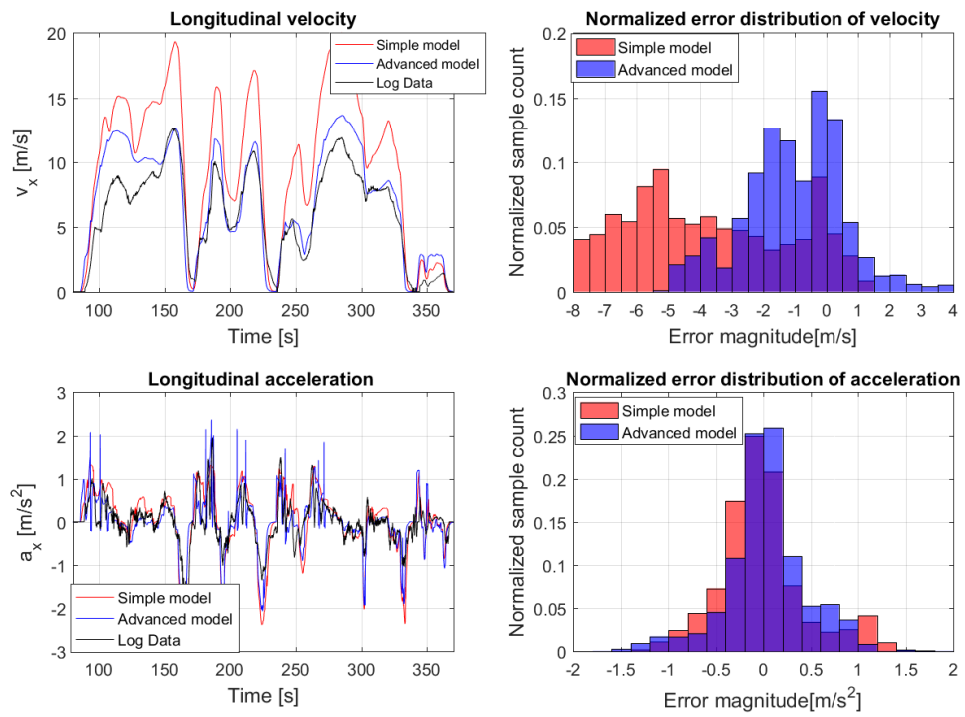 Longitudinal velocity
20
15
10
5
0
v_x [m/s]
100 150 200 250 300 350
Time [s]
Simple model
Advanced model
Log Data
Normalized error distribution of velocity
0.2
0.15
0.1
0.05
0
Normalized sample count
-8 -7 -6 -5 -4 -3 -2 -1 0 1 2 3 4
Error magnitude[m/s]
Simple model
Advanced model
Longitudinal acceleration
3
2
1
0
-1
-2
-3
a_x [m/s²]
100 150 200 250 300 350
Time [s]
Simple model
Advanced model
Log Data
Normalized error distribution of acceleration
0.25
0.2
0.15
0.1
0.05
0
Normalized sample count
-2 -1.5 -1 -0.5 0 0.5 1 1.5 2
Error magnitude[m/s²]
Simple model
Advanced model